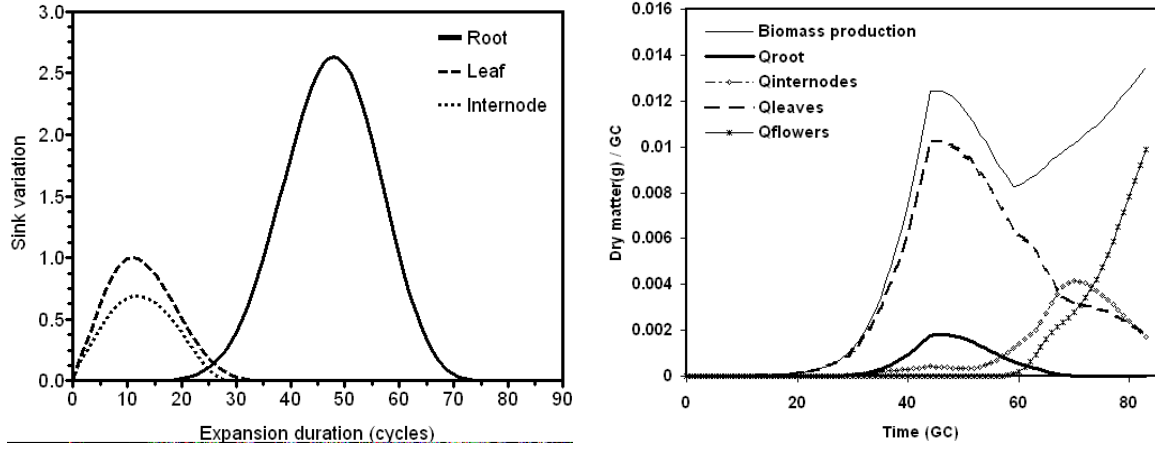 3.0
2.5
2.0
1.5
1.0
0.5
0.0
Sink variation
Root
Leaf
Internode
0 10 20 30 40 50 60 70 80 90
Expansion duration (cycles)
0.016
0.014
0.012
0.01
0.008
0.006
0.004
0.002
0
Dry matter(g) / GC
Biomass production
Qroot
Qinternodes
Qleaves
Qflowers
0 20 40 60 80
Time (GC)